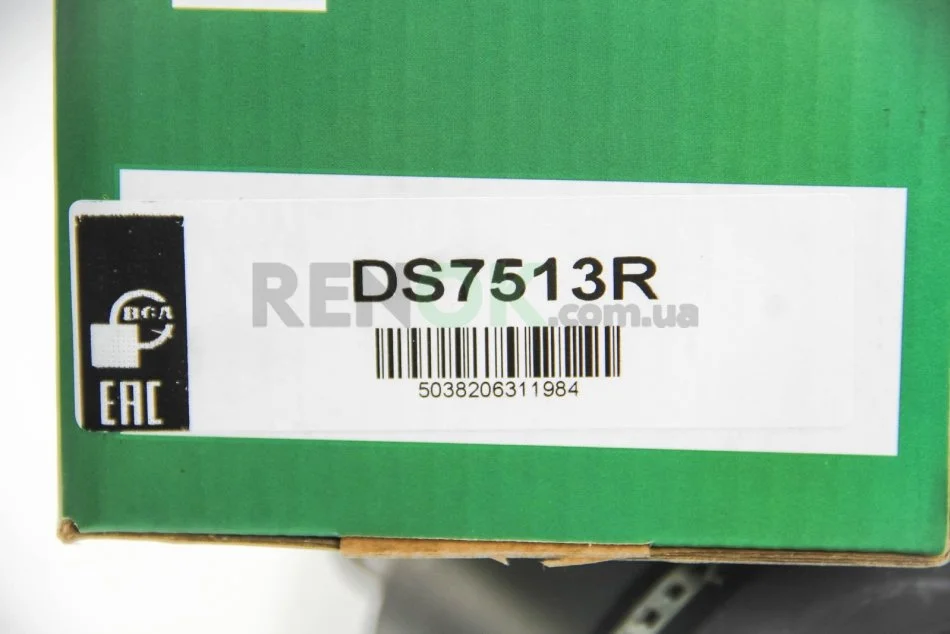 DS7513R
RENOK.com.ua
5038206311984
BGA
EAC